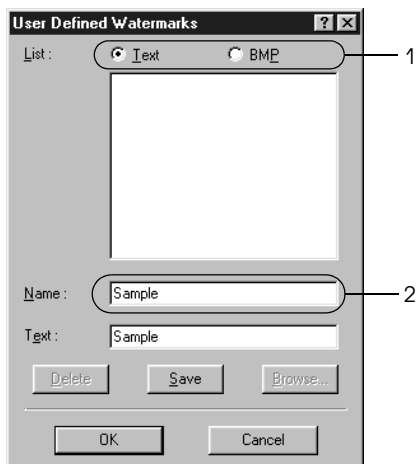 User Defined Watermarks ? ×
List : Text BMP 1
Name : Sample 2
Text : Sample
Delete Save Browse...
OK Cancel